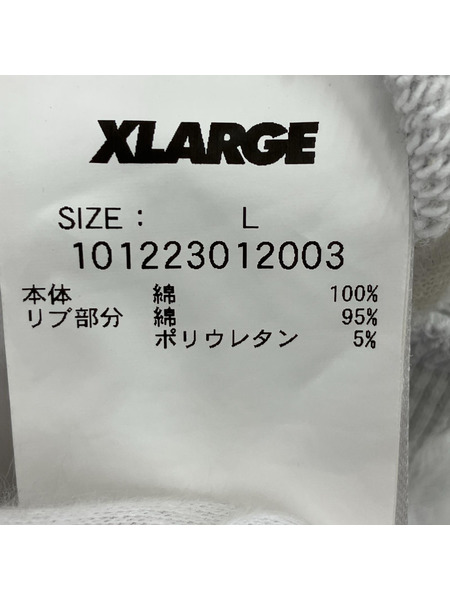 XLARGE
SIZE : L
101223012003
本体 綿 100%
リブ部分 綿 95%
ポリウレタン 5%